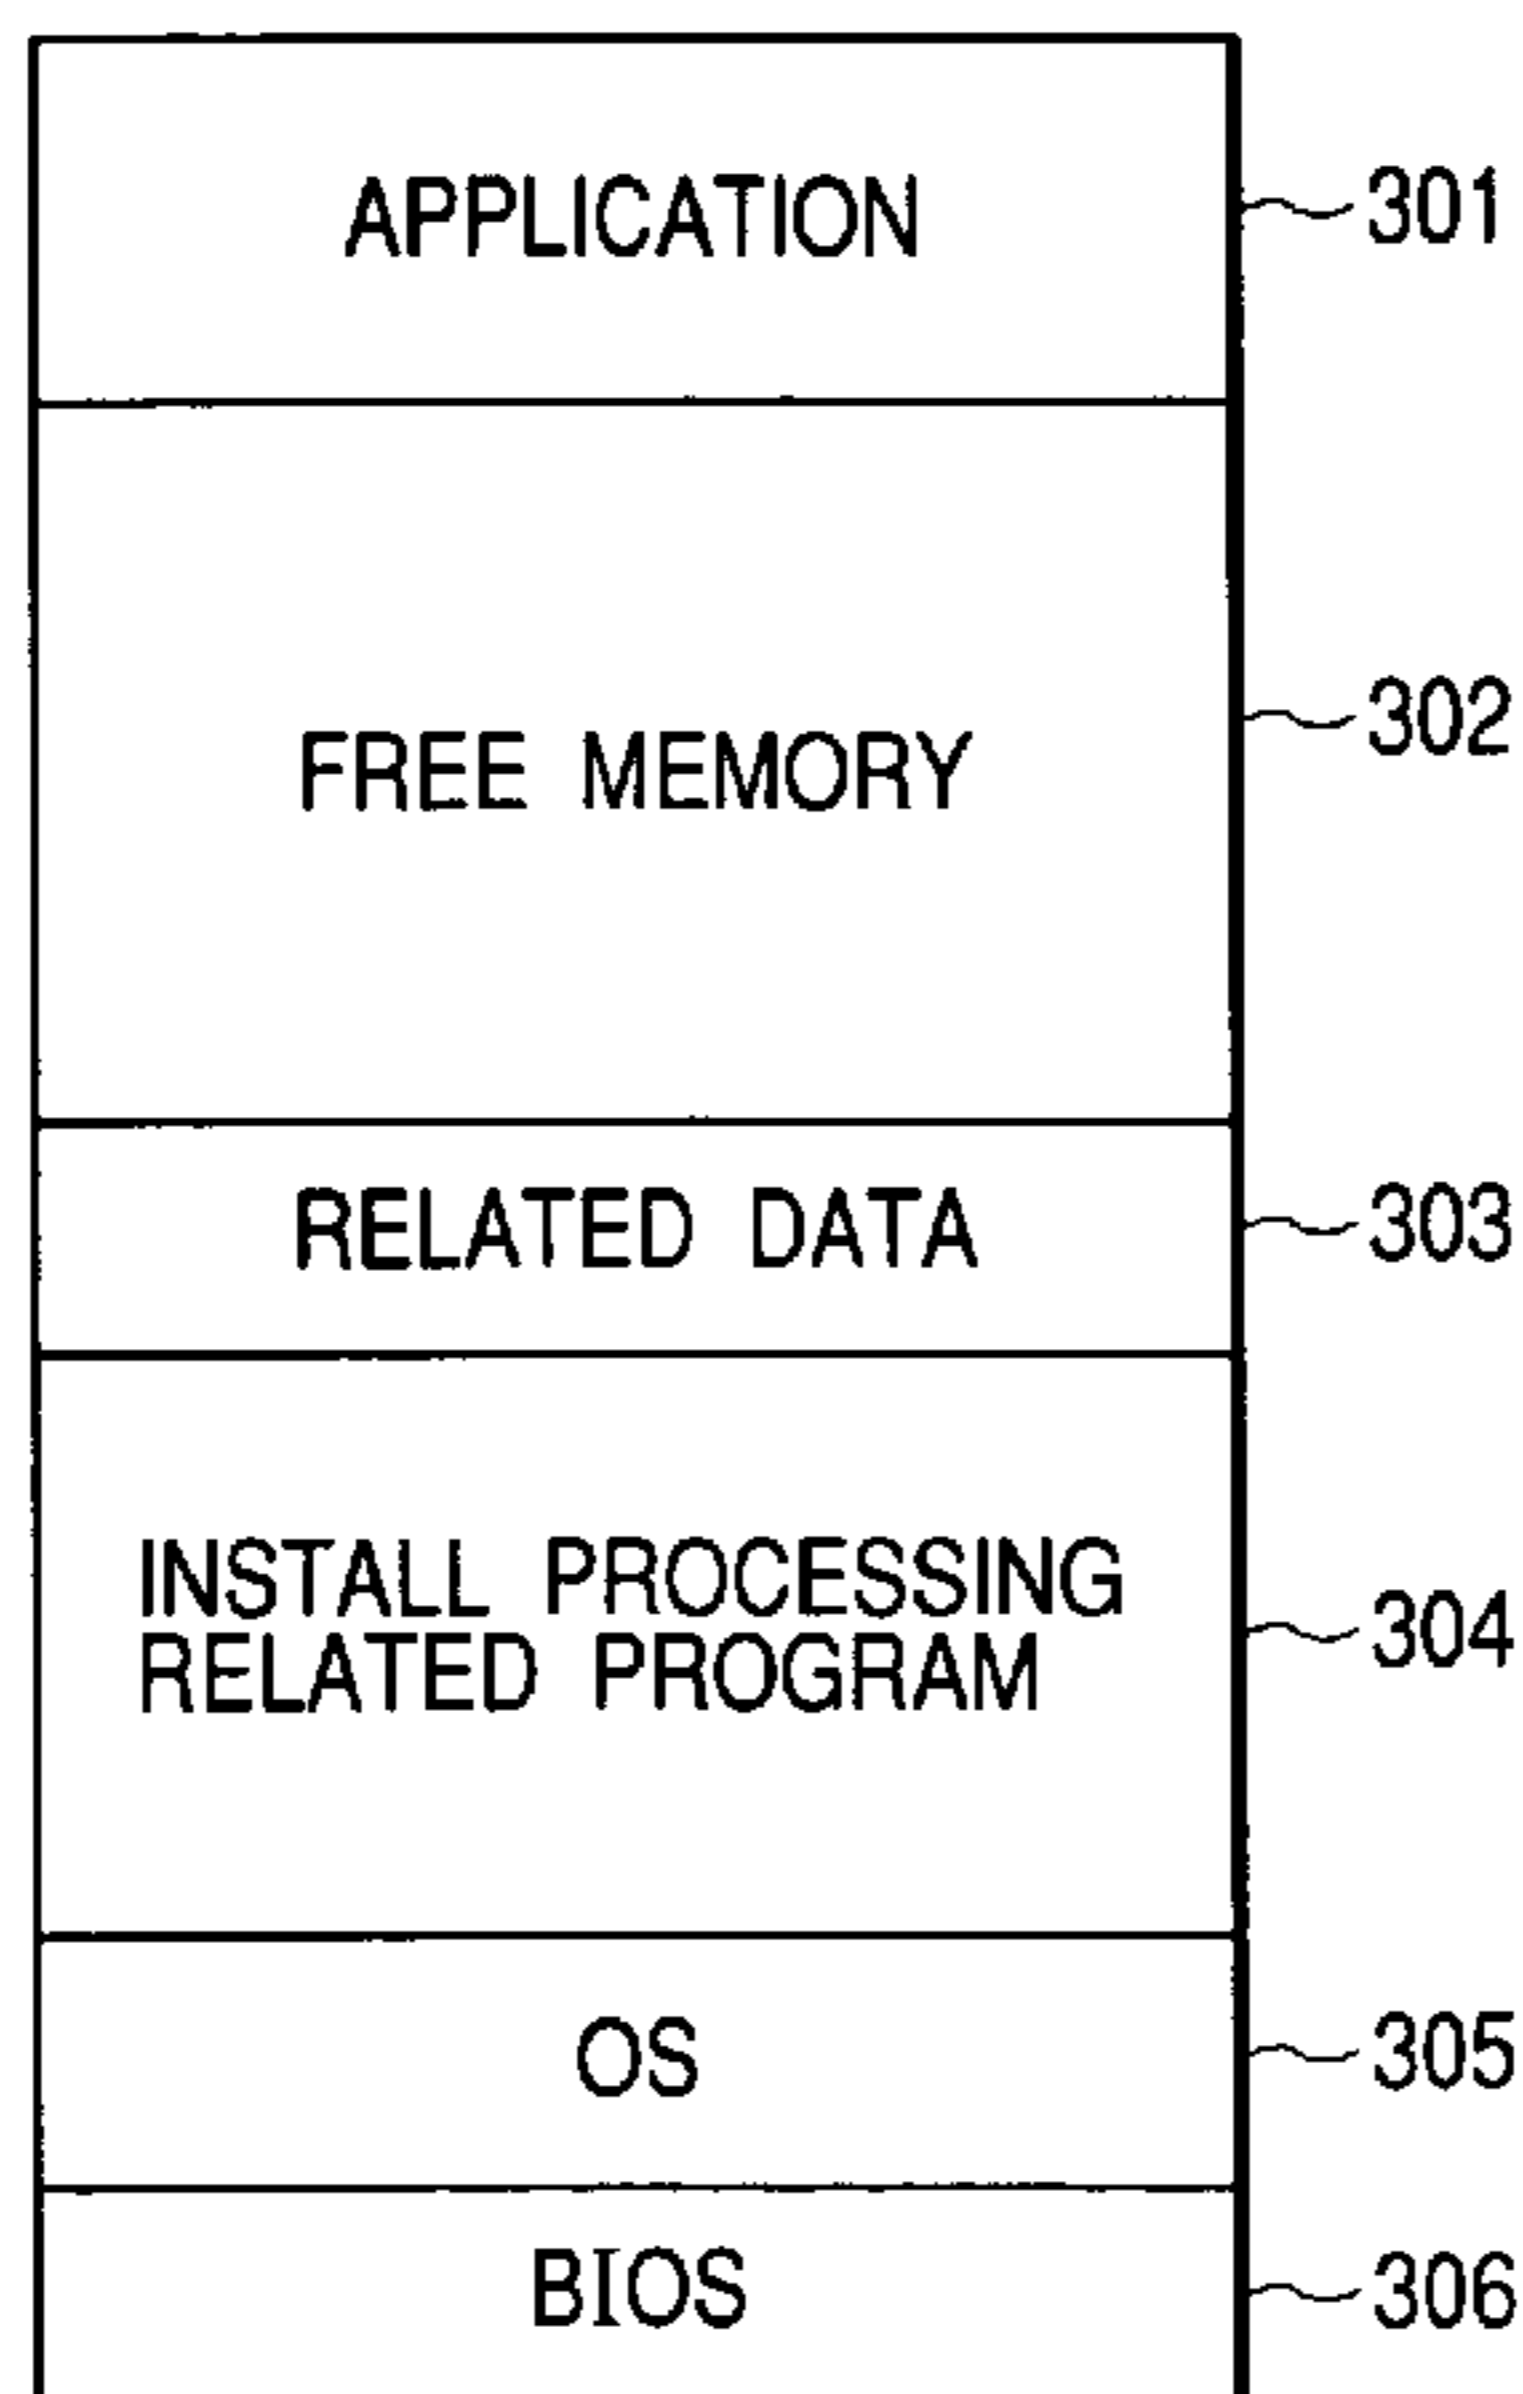 APPLICATION
301
FREE MEMORY
302
RELATED DATA
303
INSTALL PROCESSING
RELATED PROGRAM
304
OS
305
BIOS
306